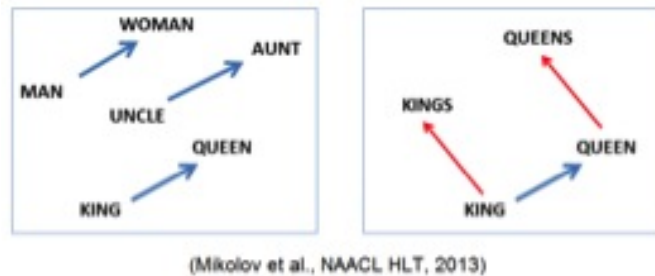 WOMAN
AUNT
MAN
UNCLE
QUEEN
KING
QUEENS
KINGS
QUEEN
KING
(Mikolov et al., NAACL HLT, 2013)